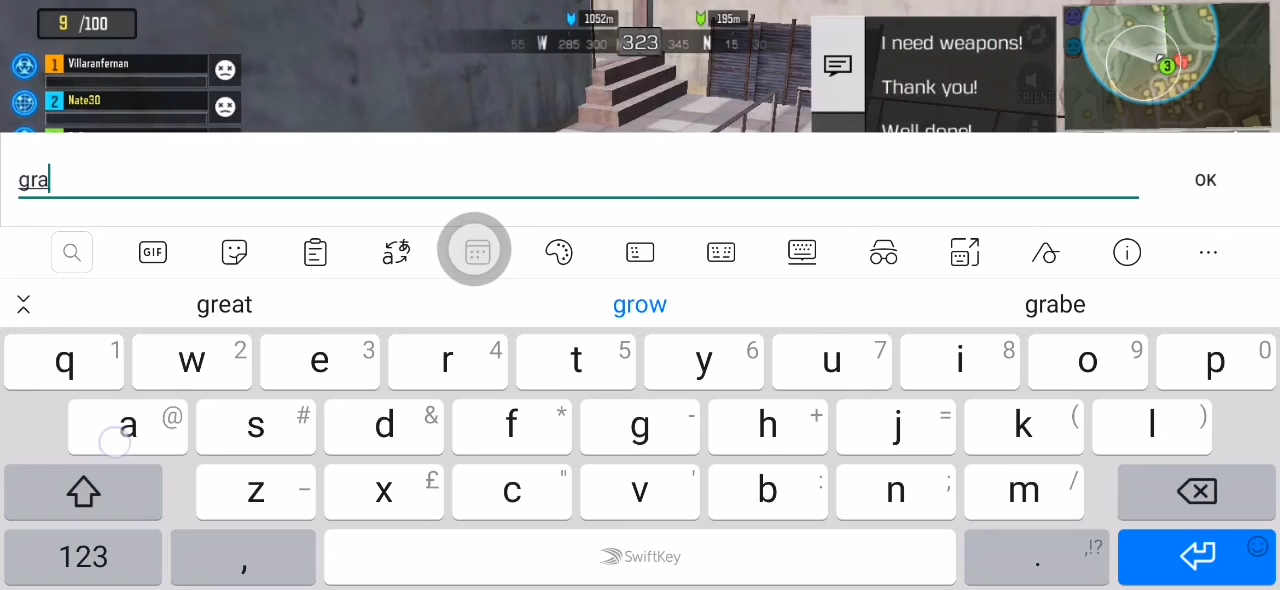 9 /100
1052m
195m
55 W 285 300 323 345 N 15 30
1 Villaranfernan
2 Nate30
I need weapons!
Thank you!
Well done!
3
gra
OK
GIF
great grow grabe
q 1 w 2 e 3 r 4 t 5 y 6 u 7 i 8 o 9 p 0
a @ s # d & f * g - h + j = k ( l )
z – x £ c " v ' b : n ; m /
123 , SwiftKey . ,!?